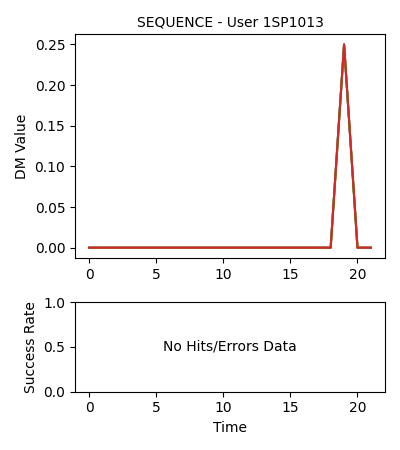 SEQUENCE - User 1SP1013
0.25
0.20
0.15
0.10
0.05
0.00
DM Value
0 5 10 15 20
1.0
0.5
0.0
Success Rate
No Hits/Errors Data
0 5 10 15 20
Time